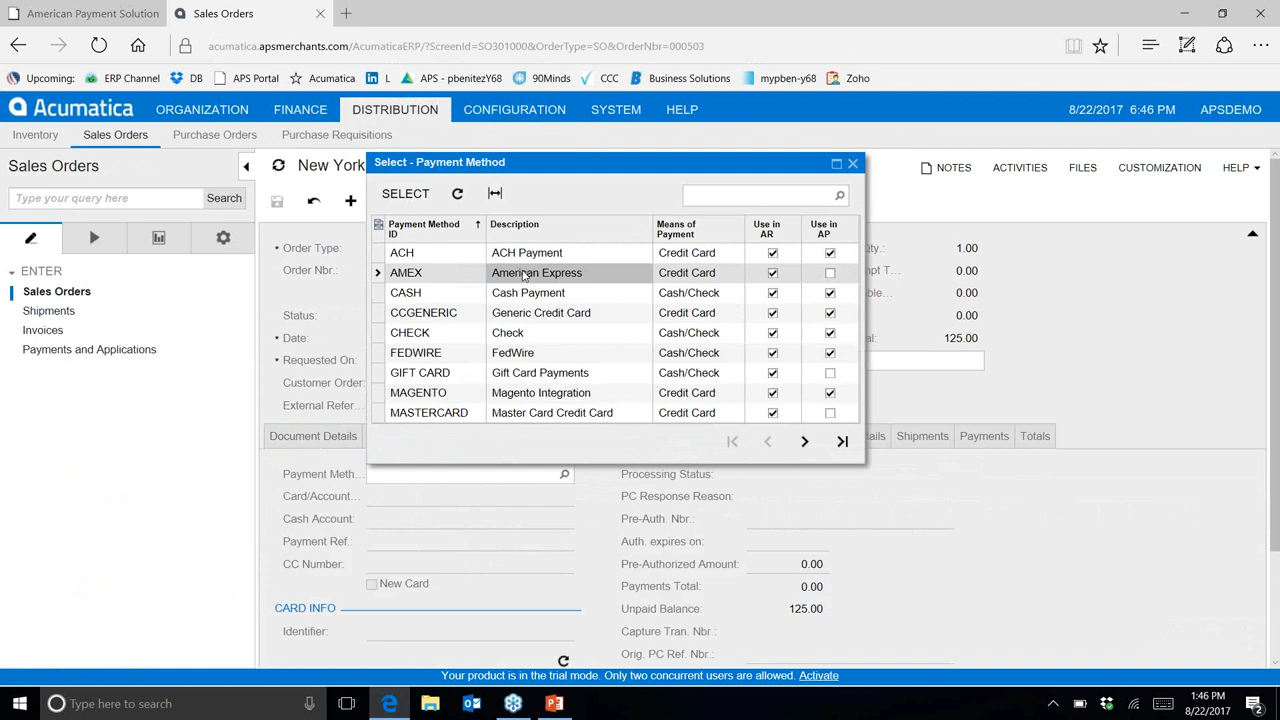 American Payment Solution
Sales Orders
acumatica.apsmerchants.com/AcumaticaERP/?ScreenId=SO301000&OrderType=SO&OrderNbr=000503
Upcoming: ERP Channel DB APS Portal Acumatica L APS - pbenitezY68 90Minds CCC Business Solutions mypben-y68 Zoho
Acumatica ORGANIZATION FINANCE DISTRIBUTION CONFIGURATION SYSTEM HELP 8/22/2017 6:46 PM APSDEMO
Inventory Sales Orders Purchase Orders Purchase Requisitions
Sales Orders
New York
NOTES ACTIVITIES FILES CUSTOMIZATION HELP
Type your query here Search
ENTER
Sales Orders
Shipments
Invoices
Payments and Applications
Select - Payment Method
SELECT
Payment Method ID Description Means of Payment Use in AR Use in AP
ACH ACH Payment Credit Card
AMEX American Express Credit Card
CASH Cash Payment Cash/Check
CCGENERIC Generic Credit Card Credit Card
CHECK Check Cash/Check
FEDWIRE FedWire Cash/Check
GIFT CARD Gift Card Payments Cash/Check
MAGENTO Magento Integration Credit Card
MASTERCARD Master Card Credit Card Credit Card
Order Type:
Order Nbr.:
Status:
Date:
Requested On:
Customer Order:
External Refer...
ty.: 1.00
mpt T... 0.00
able... 0.00
0.00
al: 125.00
Document Details ails Shipments Payments Totals
Payment Meth...
Card/Account...
Cash Account:
Payment Ref.:
CC Number:
New Card
CARD INFO
Identifier:
Processing Status:
PC Response Reason:
Pre-Auth. Nbr.:
Auth. expires on:
Pre-Authorized Amount: 0.00
Payments Total: 0.00
Unpaid Balance: 125.00
Capture Tran. Nbr.:
Orig. PC Ref. Nbr.:
Your product is in the trial mode. Only two concurrent users are allowed. Activate
Type here to search
1:46 PM
8/22/2017